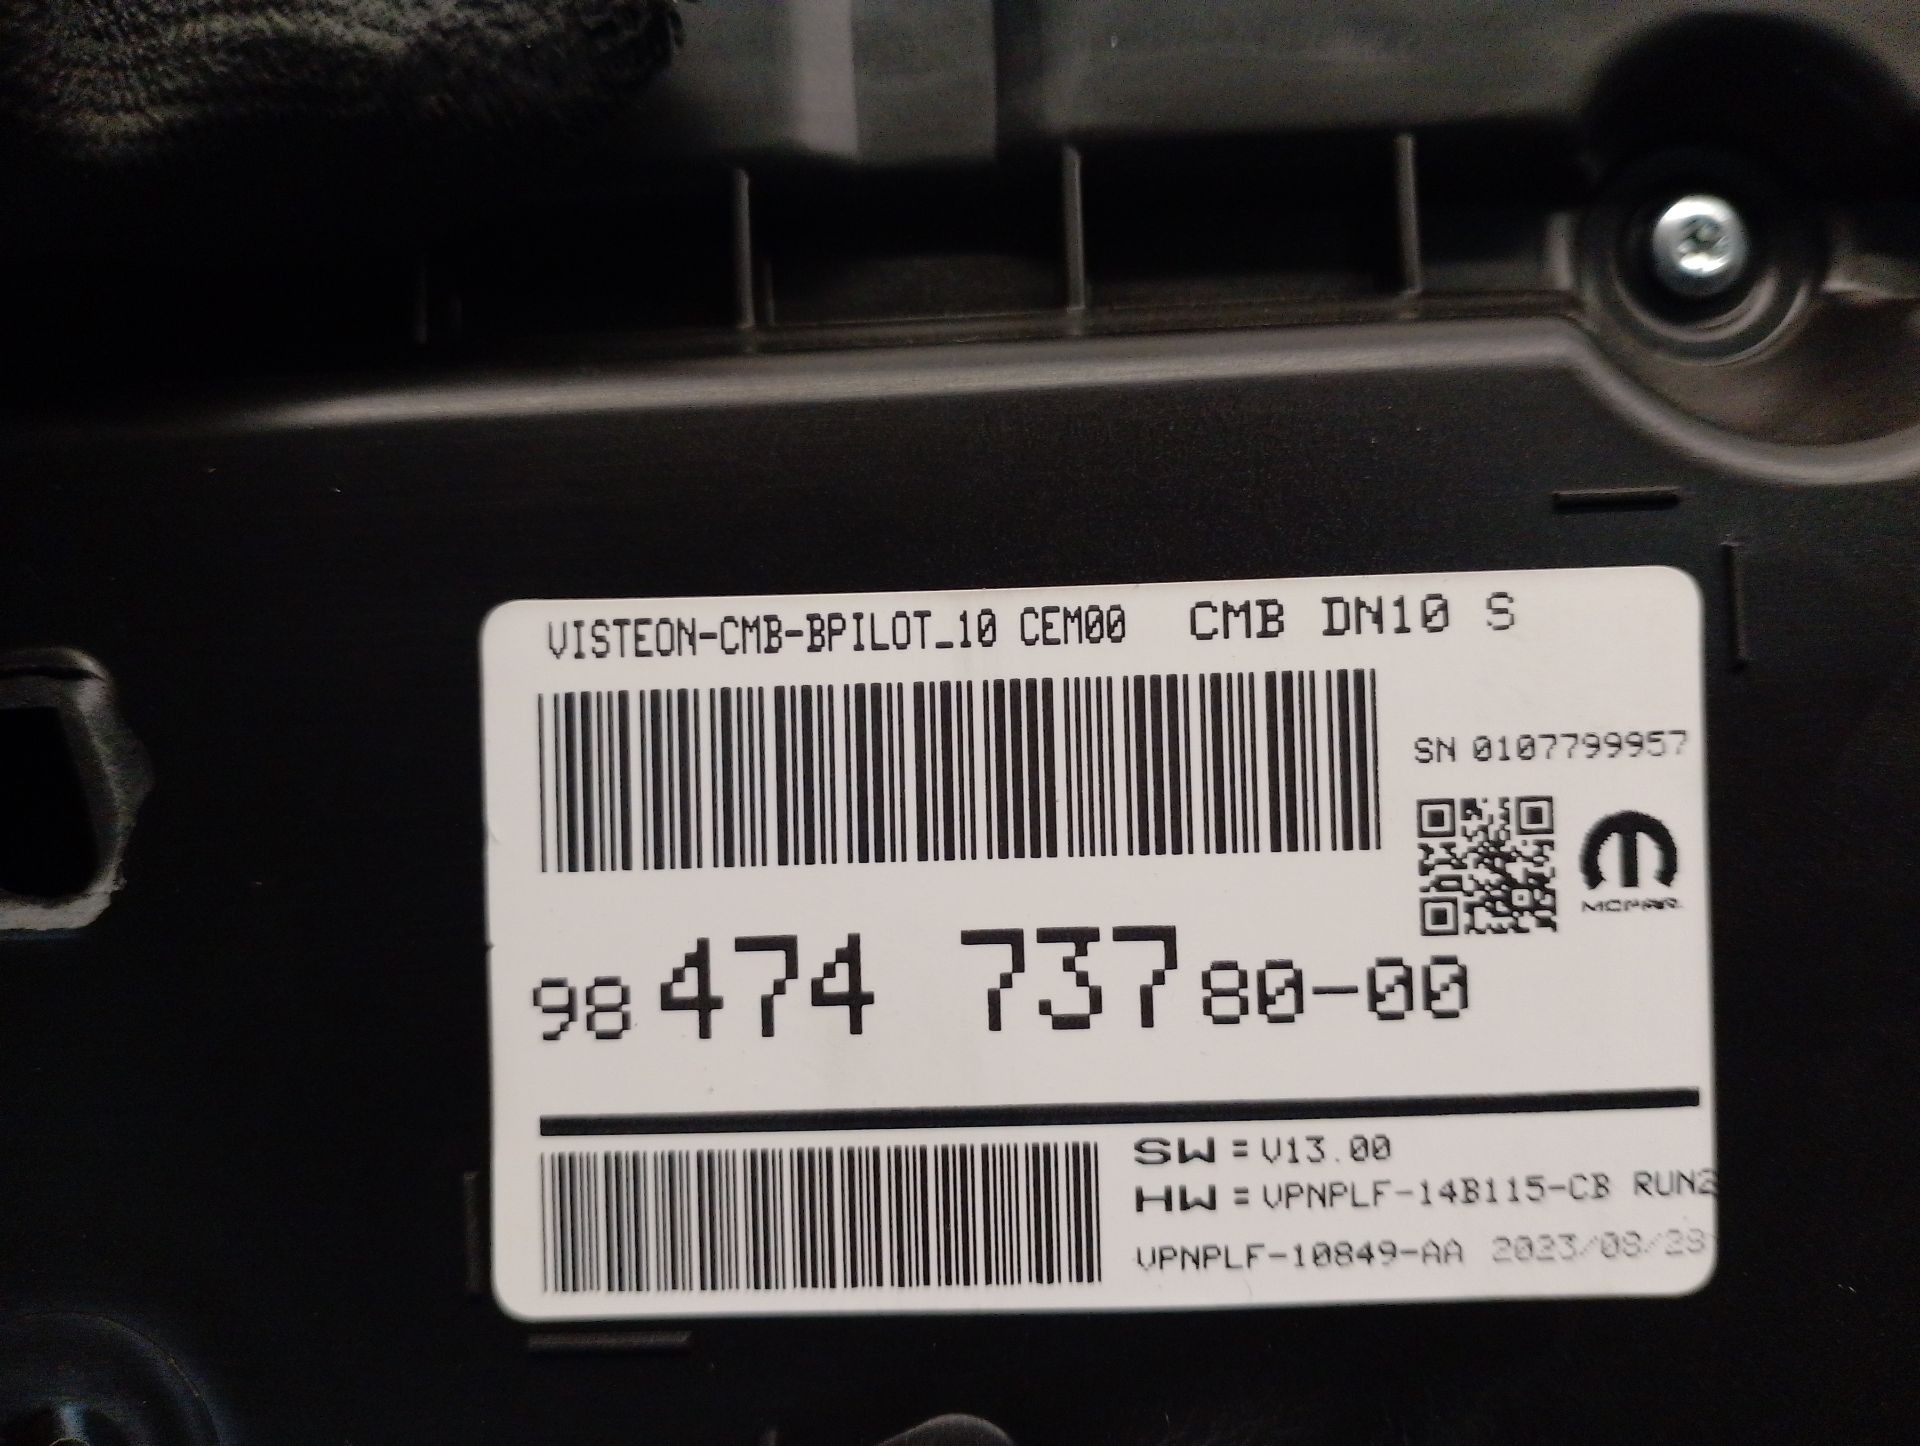 VISTEON-CMB-BPILOT_10 CEM00 CMB DN10 S
SN 0107799957
MOPAR.
98 474 737 80-00
SW = V13.00
HW = VPNPLF-14B115-CB RUN2
VPNPLF-10849-AA 2023/08/28